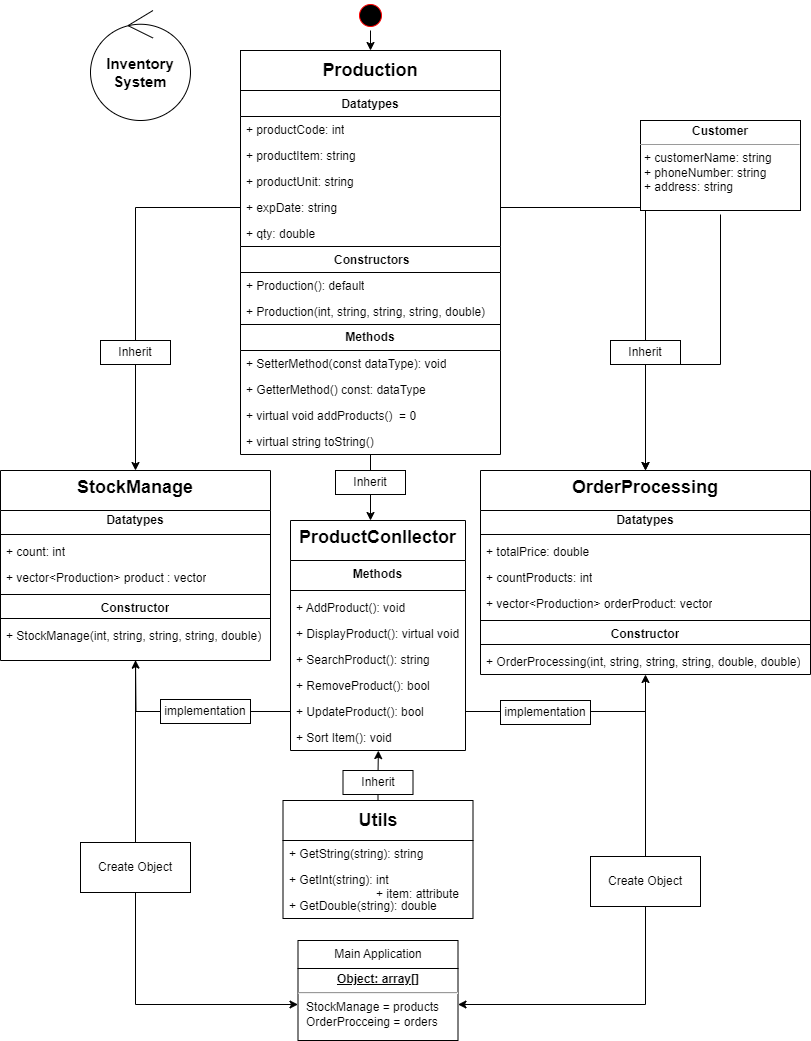 Inventory
System
Production
Datatypes
+ productCode: int
+ productItem: string
+ productUnit: string
+ expDate: string
+ qty: double
Constructors
+ Production(): default
+ Production(int, string, string, string, double)
Methods
+ SetterMethod(const dataType): void
+ GetterMethod() const: dataType
+ virtual void addProducts()  = 0
+ virtual string toString()
Customer
+ customerName: string
+ phoneNumber: string
+ address: string
Inherit
Inherit
Inherit
StockManage
Datatypes
+ count: int
+ vector<Production> product : vector
Constructor
+ StockManage(int, string, string, string, double)
ProductConllector
Methods
+ AddProduct(): void
+ DisplayProduct(): virtual void
+ SearchProduct(): string
+ RemoveProduct(): bool
+ UpdateProduct(): bool
+ Sort Item(): void
OrderProcessing
Datatypes
+ totalPrice: double
+ countProducts: int
+ vector<Production> orderProduct: vector
Constructor
+ OrderProcessing(int, string, string, string, double, double)
implementation
implementation
Inherit
Utils
+ GetString(string): string
+ GetInt(string): int
+ item: attribute
+ GetDouble(string): double
Create Object
Create Object
Main Application
Object: array[]
StockManage = products
OrderProcceing = orders